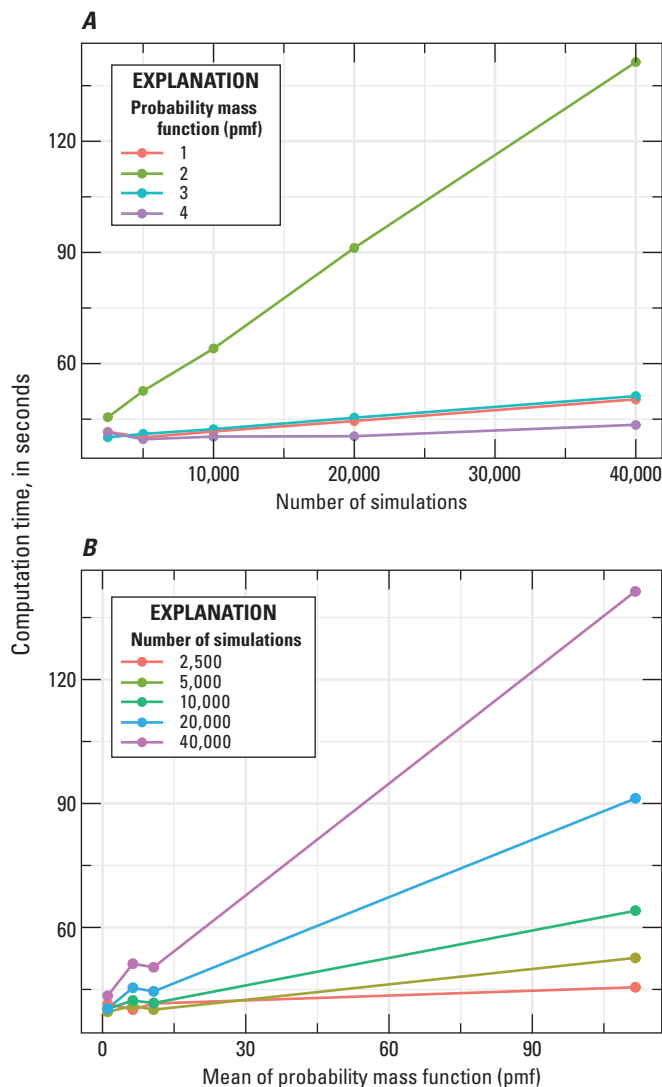 A
EXPLANATION
Probability mass
function (pmf)
1
2
3
4
120
90
60
10,000
20,000
30,000
40,000
Number of simulations
Computation time, in seconds
B
EXPLANATION
Number of simulations
2,500
5,000
10,000
20,000
40,000
120
90
60
0
30
60
90
Mean of probability mass function (pmf)